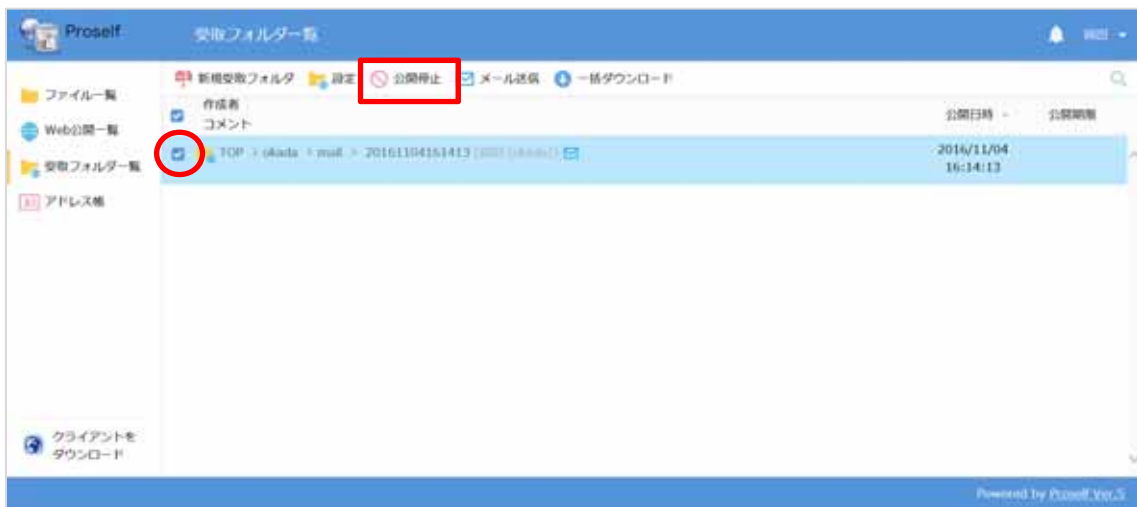 Proself
受取フォルダ一覧
岡田
新規受取フォルダ 設定 公開停止 メール送信 一括ダウンロード
ファイル一覧
Web公開一覧
受取フォルダ一覧
アドレス帳
作成者
コメント
公開日時
公開期限
TOP > okada > mail > 20161104161413
2016/11/04
16:14:13
クライアントを
ダウンロード
Powered by Proself Ver.5